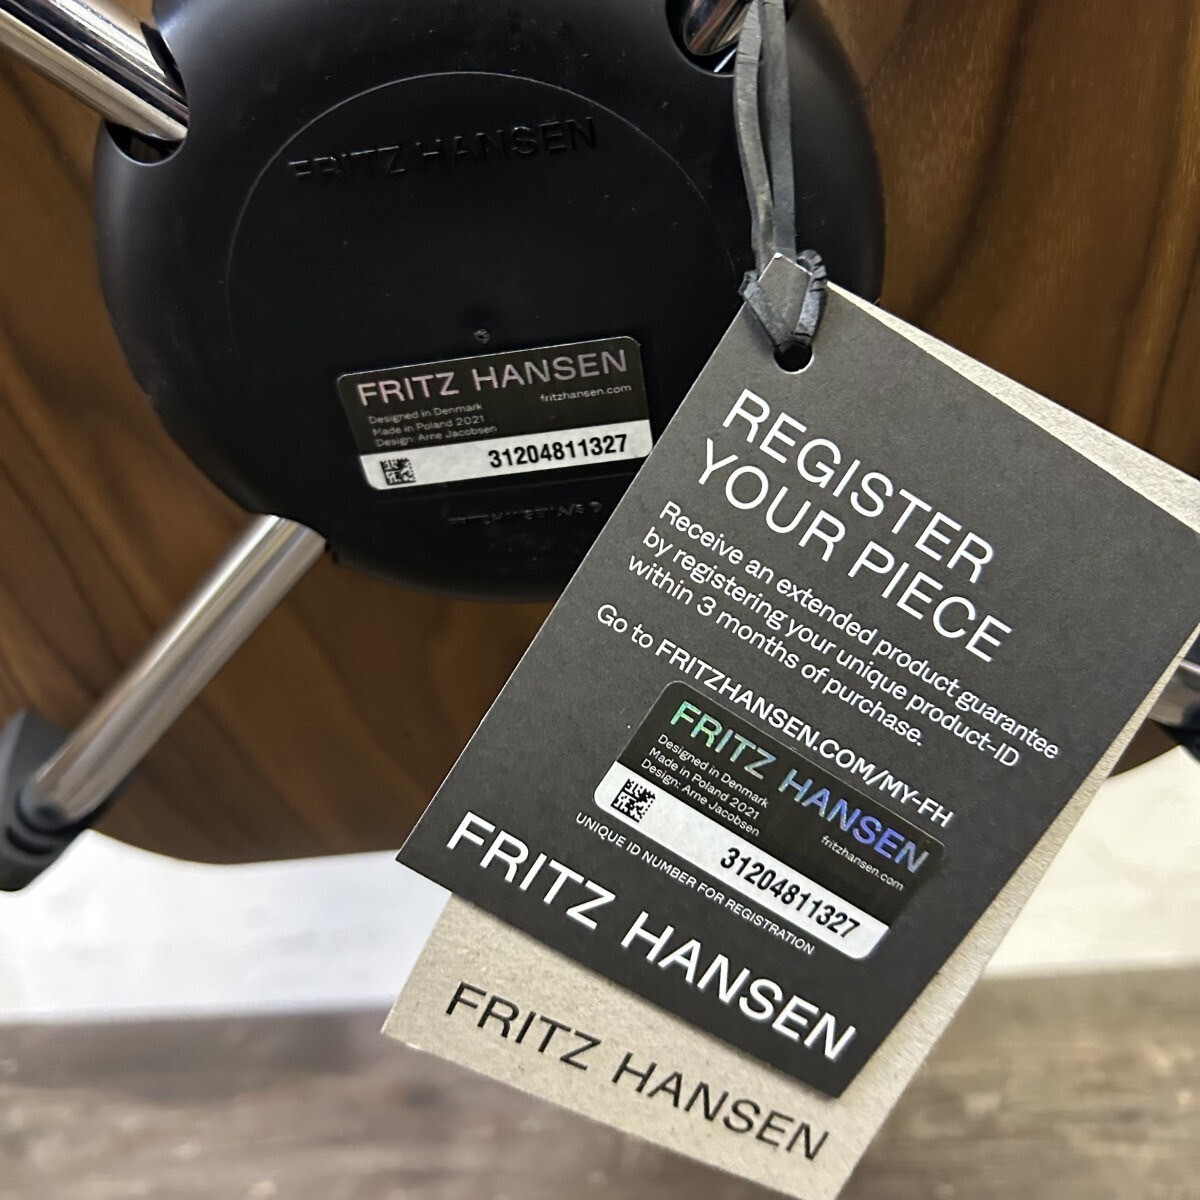 FRITZ HANSEN
FRITZ HANSEN
Designed in Denmark
Made in Poland 2021
Design: Arne Jacobsen
fritzhansen.com
31204811327
REGISTER
YOUR PIECE
Receive an extended product guarantee
by registering your unique product-ID
within 3 months of purchase.
Go to FRITZHANSEN.COM/MY-FH
FRITZ HANSEN
Designed in Denmark
Made in Poland 2021
Design: Arne Jacobsen
fritzhansen.com
31204811327
UNIQUE ID NUMBER FOR REGISTRATION
FRITZ HANSEN
FRITZ HANSEN